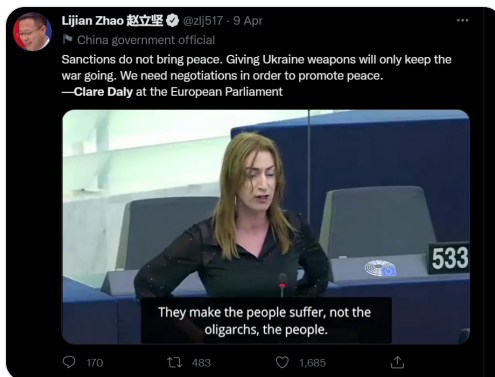 Lijian Zhao 赵立坚 @zlj517 · 9 Apr
China government official
Sanctions do not bring peace. Giving Ukraine weapons will only keep the
war going. We need negotiations in order to promote peace.
—Clare Daly at the European Parliament
533
They make the people suffer, not the
oligarchs, the people.
170 483 1,685